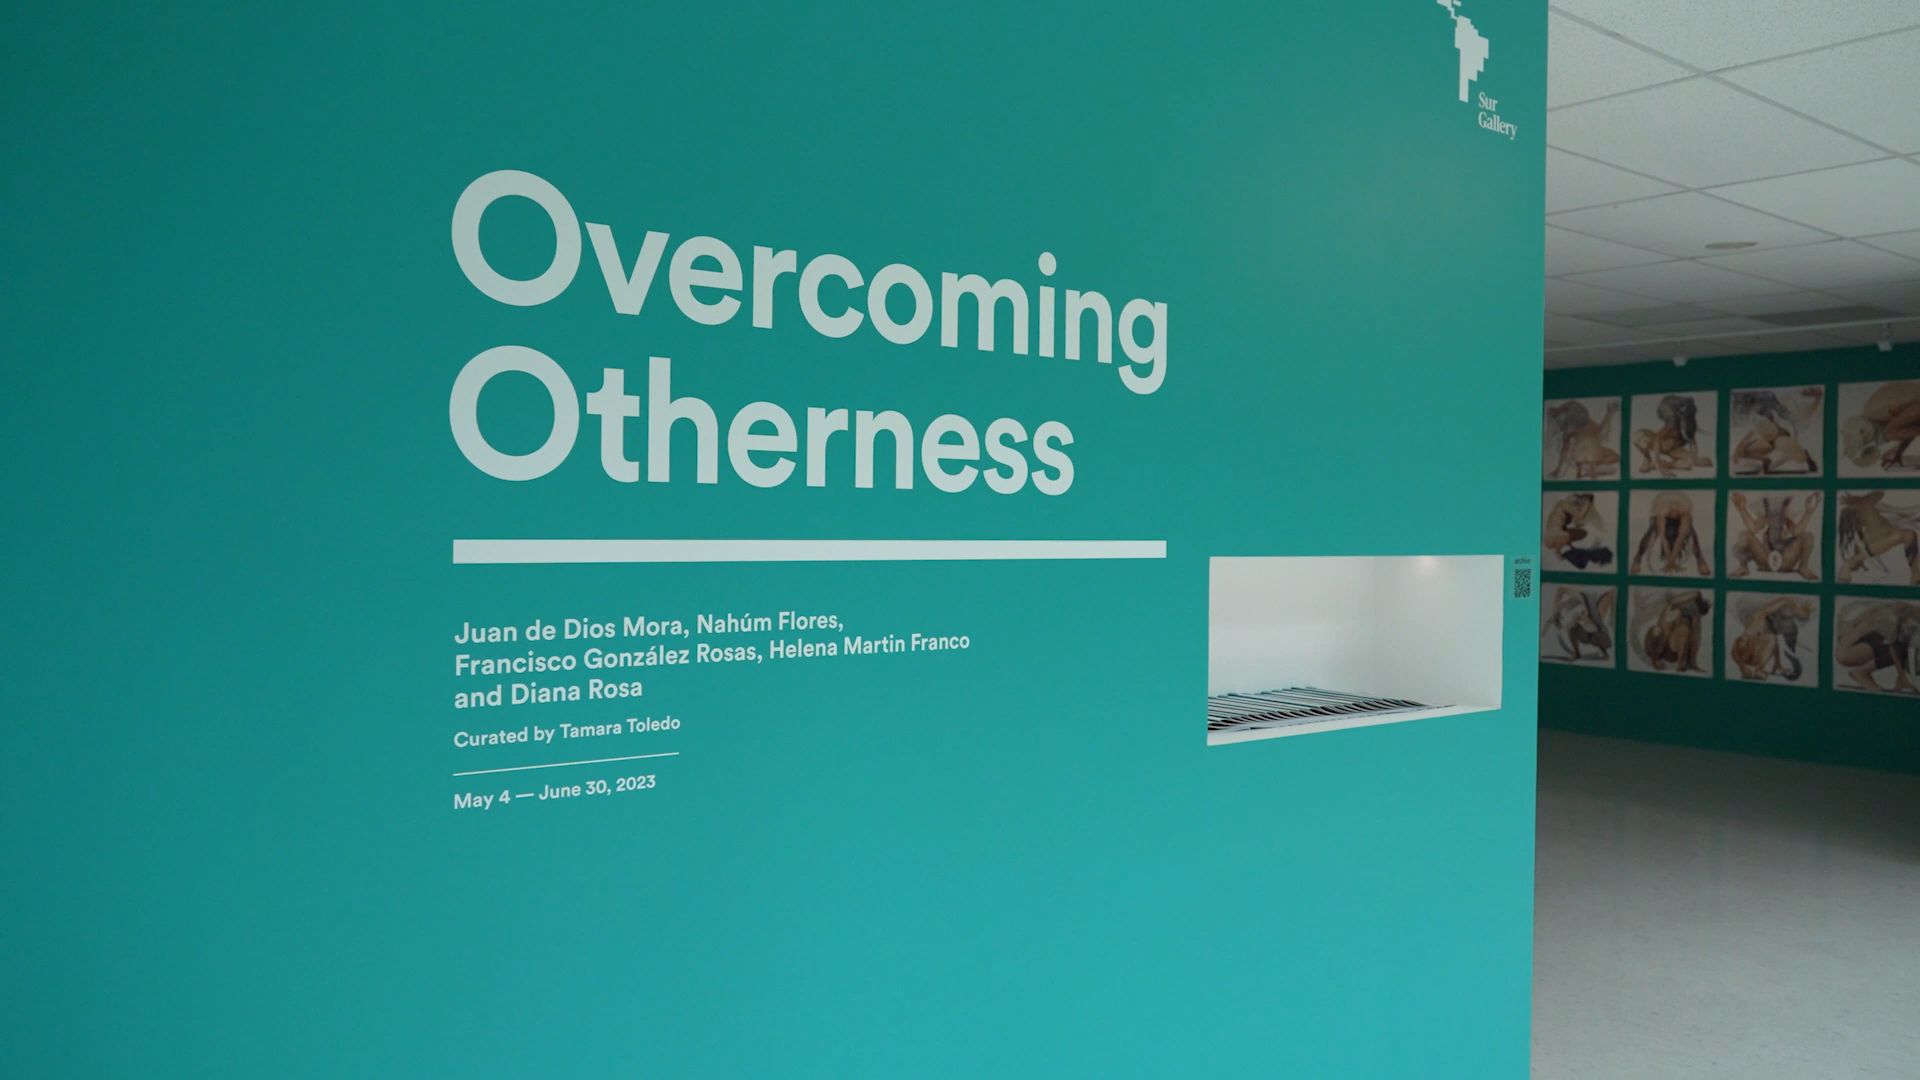 Sur
Gallery
Overcoming
Otherness
Juan de Dios Mora, Nahúm Flores,
Francisco González Rosas, Helena Martin Franco
and Diana Rosa
Curated by Tamara Toledo
May 4 — June 30, 2023